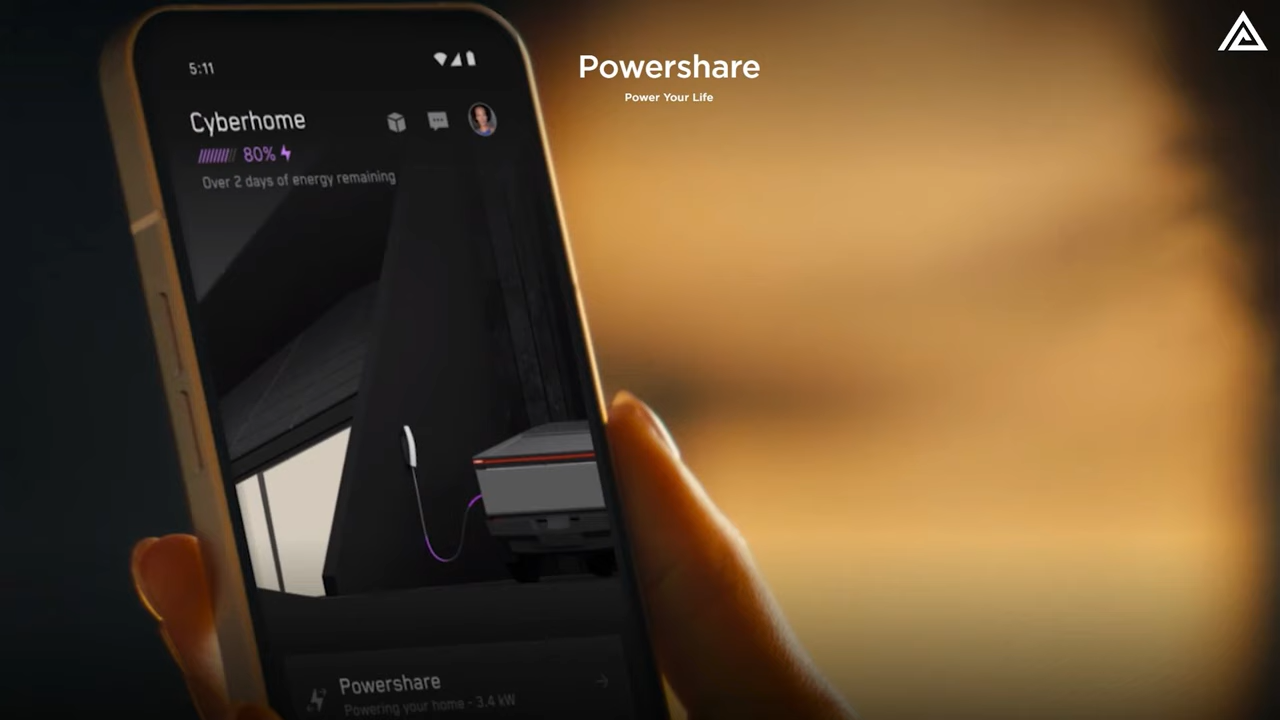 5:11
Cyberhome
80%
Over 2 days of energy remaining
Powershare
Powering your home - 3.4 kW
Powershare
Power Your Life